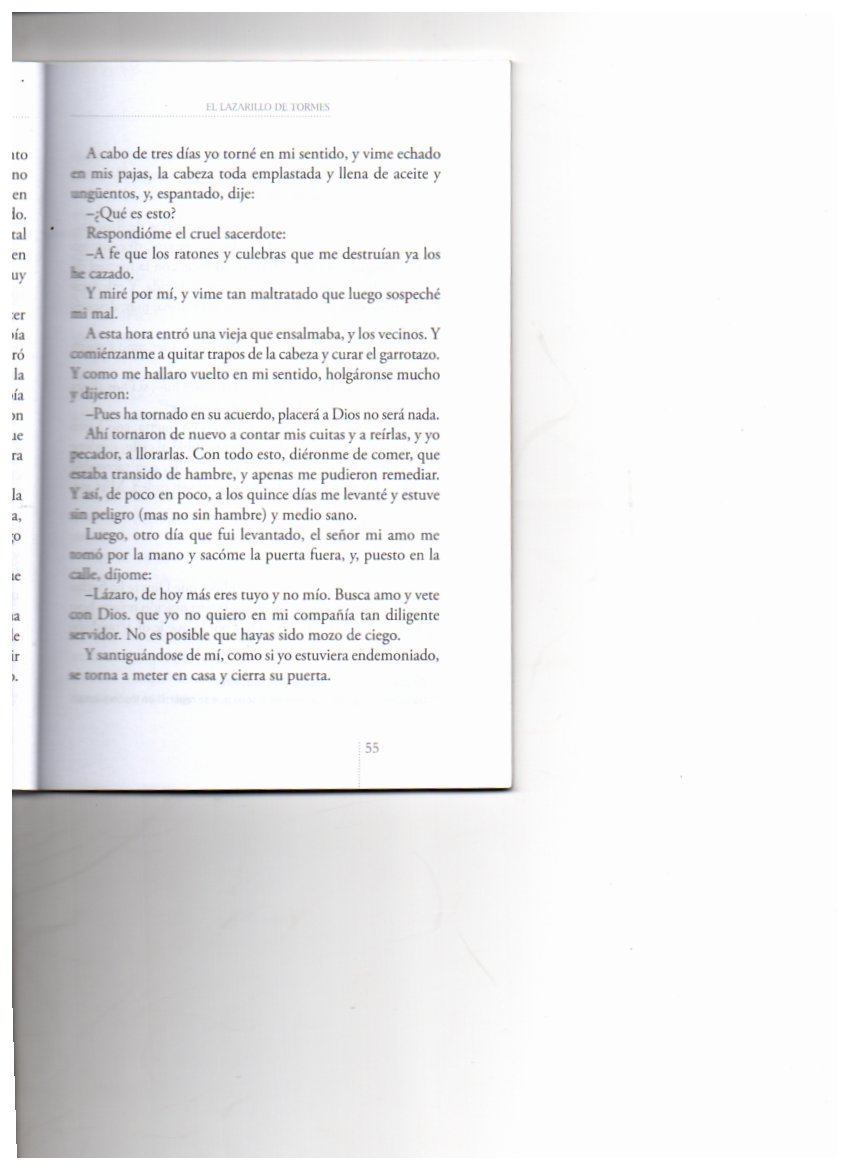 EL LAZARILLO DE TORMES
A cabo de tres días yo torné en mi sentido, y vime echado
en mis pajas, la cabeza toda emplastada y llena de aceite y
ungüentos, y, espantado, dije:
–¿Qué es esto?
Respondióme el cruel sacerdote:
–A fe que los ratones y culebras que me destruían ya los
he cazado.
Y miré por mí, y vime tan maltratado que luego sospeché
mi mal.
A esta hora entró una vieja que ensalmaba, y los vecinos. Y
comiénzanme a quitar trapos de la cabeza y curar el garrotazo.
Y como me hallaro vuelto en mi sentido, holgáronse mucho
y dijeron:
–Pues ha tornado en su acuerdo, placerá a Dios no será nada.
Ahí tornaron de nuevo a contar mis cuitas y a reírlas, y yo
pecador, a llorarlas. Con todo esto, diéronme de comer, que
estaba transido de hambre, y apenas me pudieron remediar.
Y así, de poco en poco, a los quince días me levanté y estuve
sin peligro (mas no sin hambre) y medio sano.
Luego, otro día que fui levantado, el señor mi amo me
tomó por la mano y sacóme la puerta fuera, y, puesto en la
calle, díjome:
–Lázaro, de hoy más eres tuyo y no mío. Busca amo y vete
con Dios. que yo no quiero en mi compañía tan diligente
servidor. No es posible que hayas sido mozo de ciego.
Y santiguándose de mí, como si yo estuviera endemoniado,
se torna a meter en casa y cierra su puerta.
55